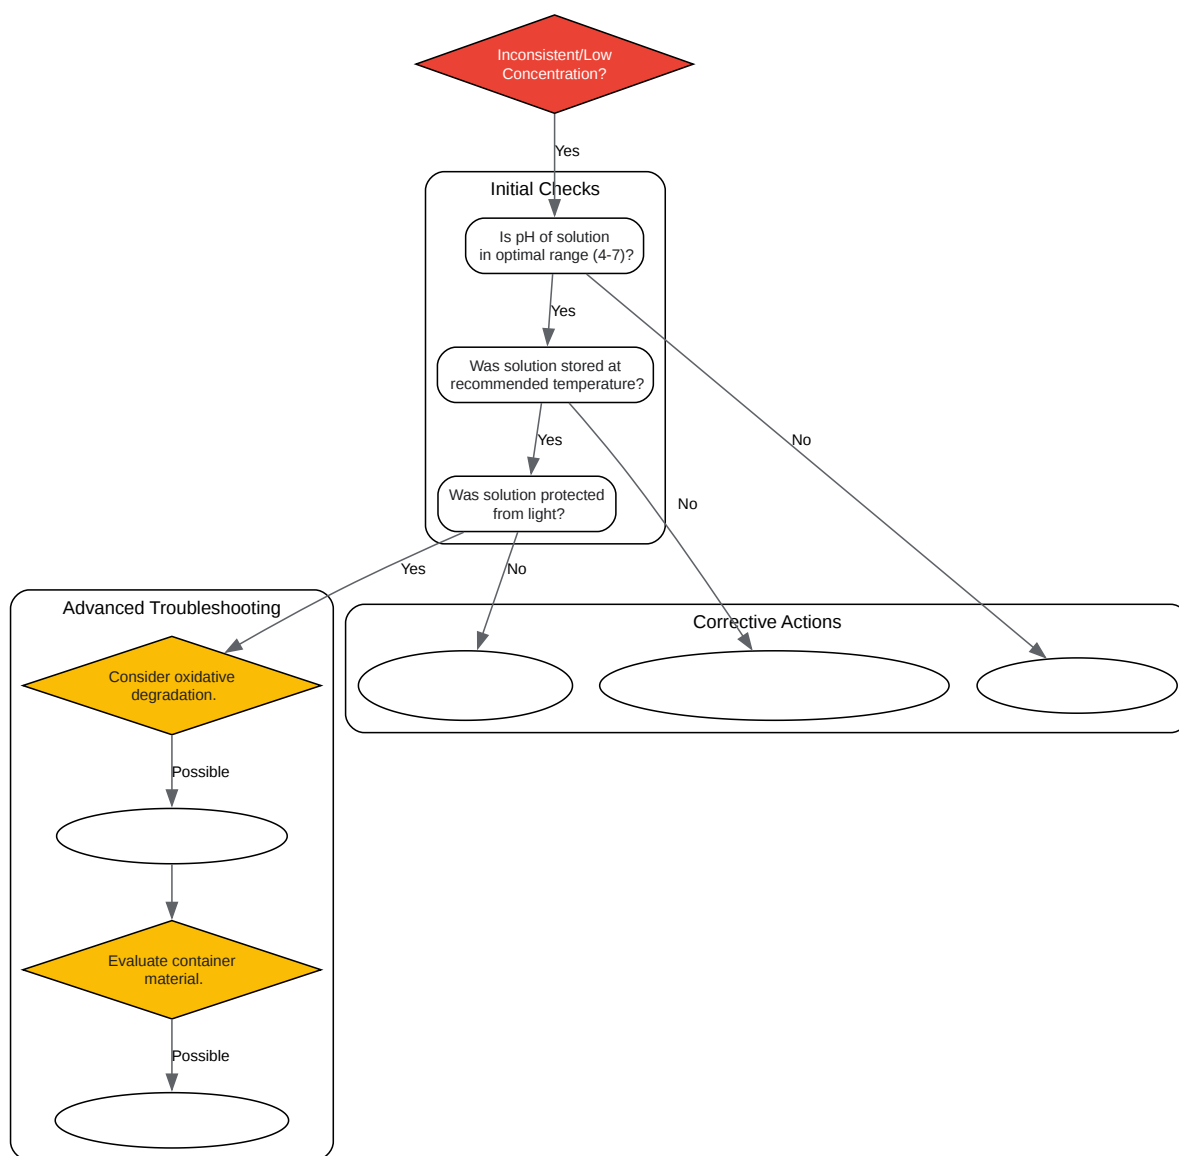 Inconsistent/Low
Concentration?
Yes
Initial Checks
Is pH of solution
in optimal range (4-7)?
Yes
Was solution stored at
recommended temperature?
No
Yes
Was solution protected
from light?
No
Yes
No
Advanced Troubleshooting
Corrective Actions
Consider oxidative
degradation.
Possible
Evaluate container
material.
Possible